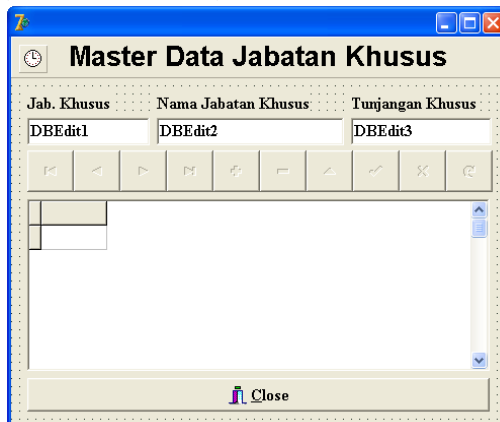 Master Data Jabatan Khusus
Jab. Khusus Nama Jabatan Khusus Tunjangan Khusus
DBEdit1 DBEdit2 DBEdit3
Close